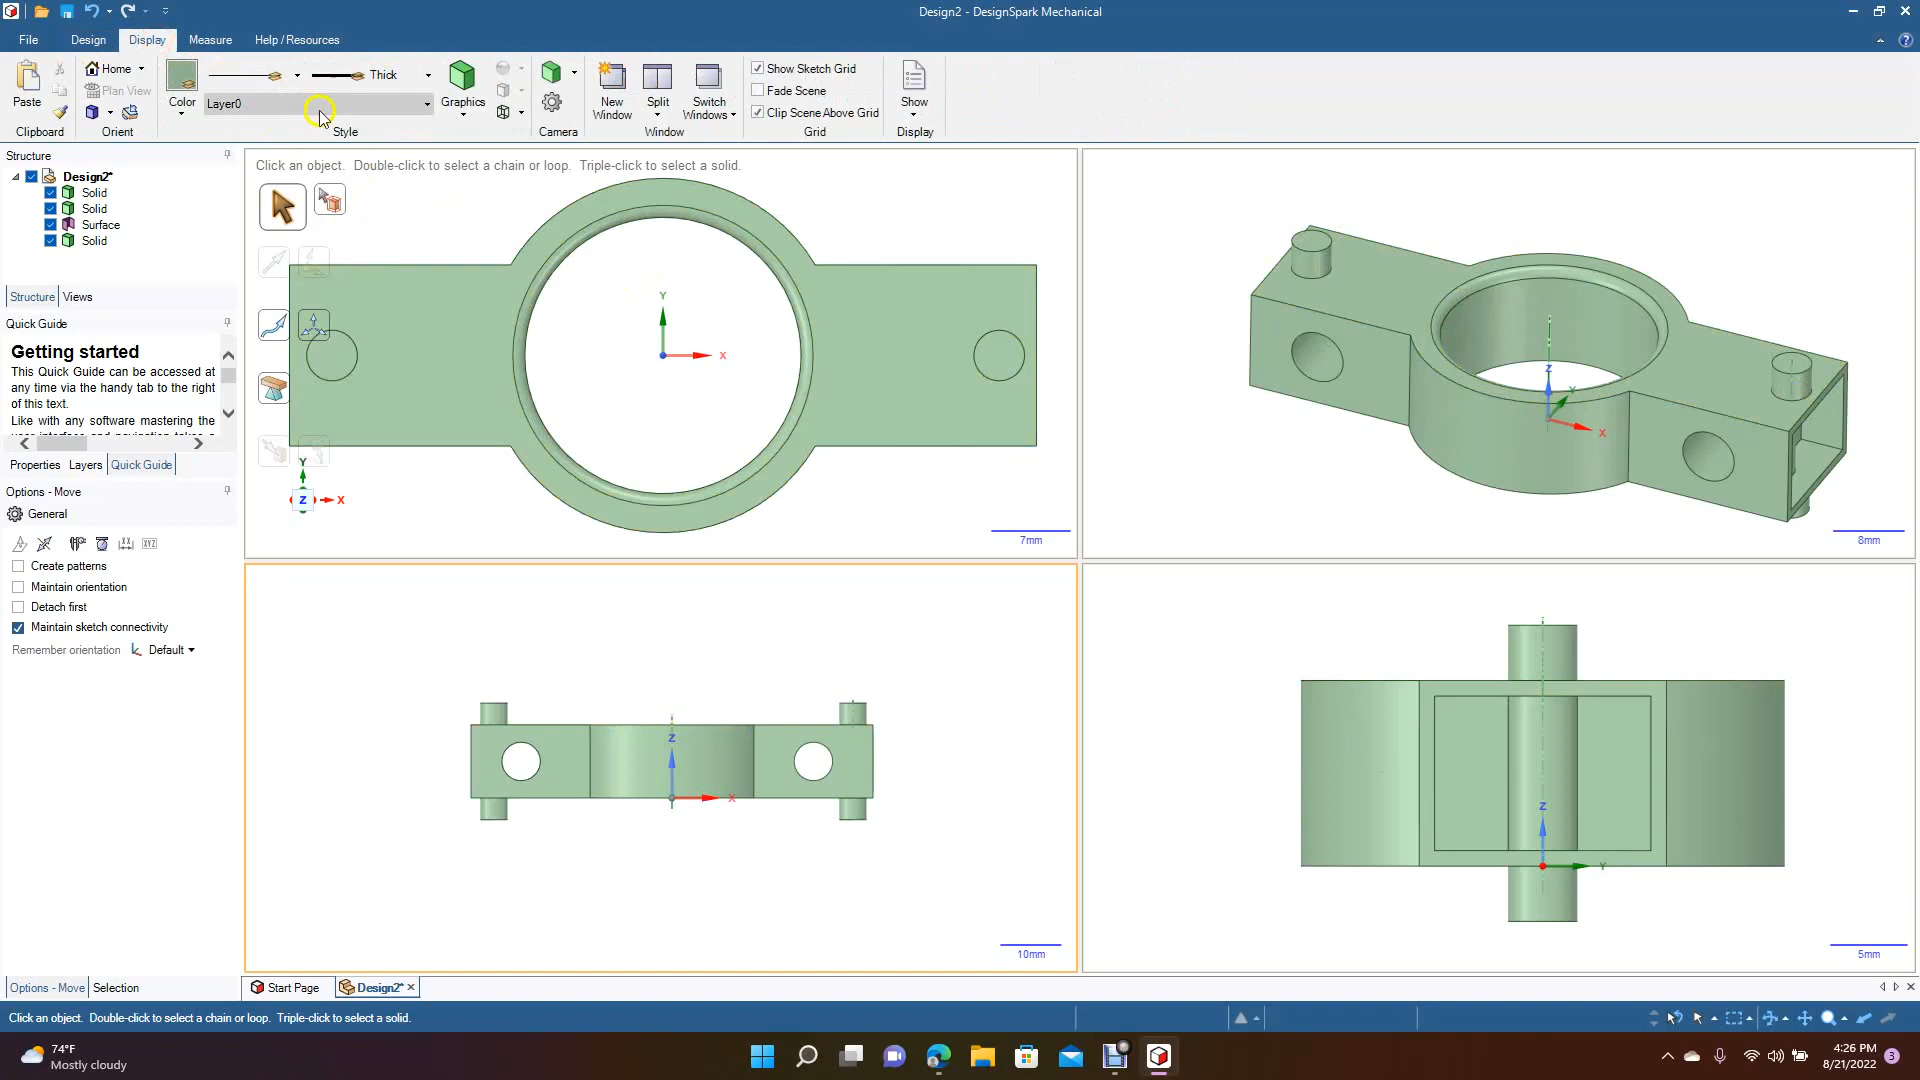 Design2 - DesignSpark Mechanical
File Design Display Measure Help / Resources
Paste
Clipboard
Home
Plan View
Orient
Color
Thick
Layer0
Style
Graphics
Camera
New Window
Split
Switch Windows
Window
Show Sketch Grid
Fade Scene
Clip Scene Above Grid
Grid
Show
Display
Structure
Design2*
Solid
Solid
Surface
Solid
Structure Views
Quick Guide
Getting started
This Quick Guide can be accessed at
any time via the handy tab to the right
of this text.
Like with any software mastering the
Properties Layers Quick Guide
Options - Move
General
XYZ
Create patterns
Maintain orientation
Detach first
Maintain sketch connectivity
Remember orientation Default
Options - Move Selection
Click an object. Double-click to select a chain or loop. Triple-click to select a solid.
Y
X
Y
Z X
7mm
Z
Y
X
8mm
Z
X
10mm
Z
Y
5mm
Start Page Design2*
Click an object. Double-click to select a chain or loop. Triple-click to select a solid.
74°F
Mostly cloudy
4:26 PM
8/21/2022
3